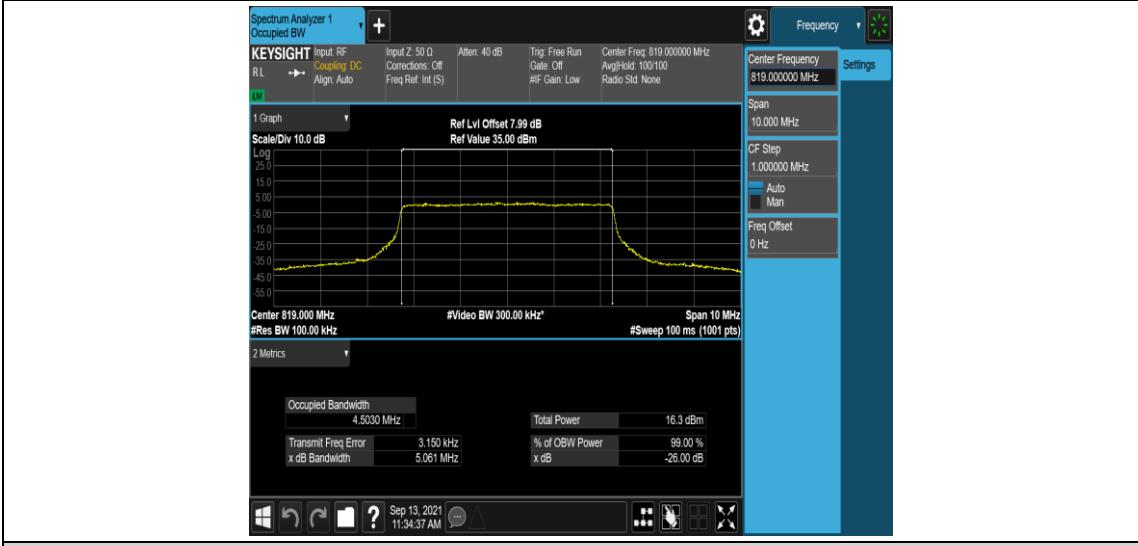 Spectrum Analyzer 1
Occupied BW
+
Frequency
KEYSIGHT
R L
LXI
Input: RF
Coupling: DC
Align: Auto
Input Z: 50 Ω
Corrections: Off
Freq Ref: Int (S)
Atten: 40 dB
Trig: Free Run
Gate: Off
#IF Gain: Low
Center Freq: 819.000000 MHz
Avg|Hold: 100/100
Radio Std: None
Center Frequency
819.000000 MHz
Settings
Span
10.000 MHz
CF Step
1.000000 MHz
Auto
Man
Freq Offset
0 Hz
1 Graph
Ref Lvl Offset 7.99 dB
Scale/Div 10.0 dB
Ref Value 35.00 dBm
Log
25.0
15.0
5.00
-5.00
-15.0
-25.0
-35.0
-45.0
-55.0
Center 819.000 MHz
#Video BW 300.00 kHz*
Span 10 MHz
#Res BW 100.00 kHz
#Sweep 100 ms (1001 pts)
2 Metrics
Occupied Bandwidth
4.5030 MHz
Total Power 16.3 dBm
Transmit Freq Error 3.150 kHz
% of OBW Power 99.00 %
x dB Bandwidth 5.061 MHz
x dB -26.00 dB
?
Sep 13, 2021
11:34:37 AM